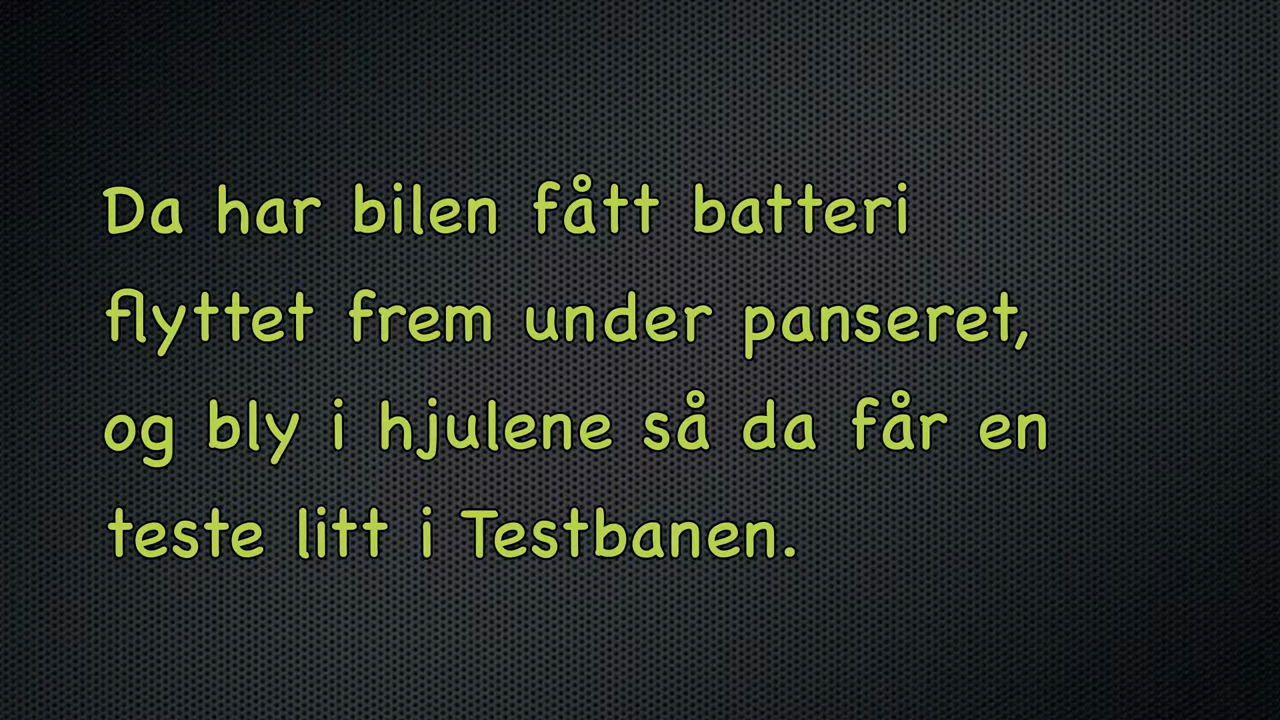 Da har bilen fått batteri
flyttet frem under panseret,
og bly i hjulene så da får en
teste litt i Testbanen.